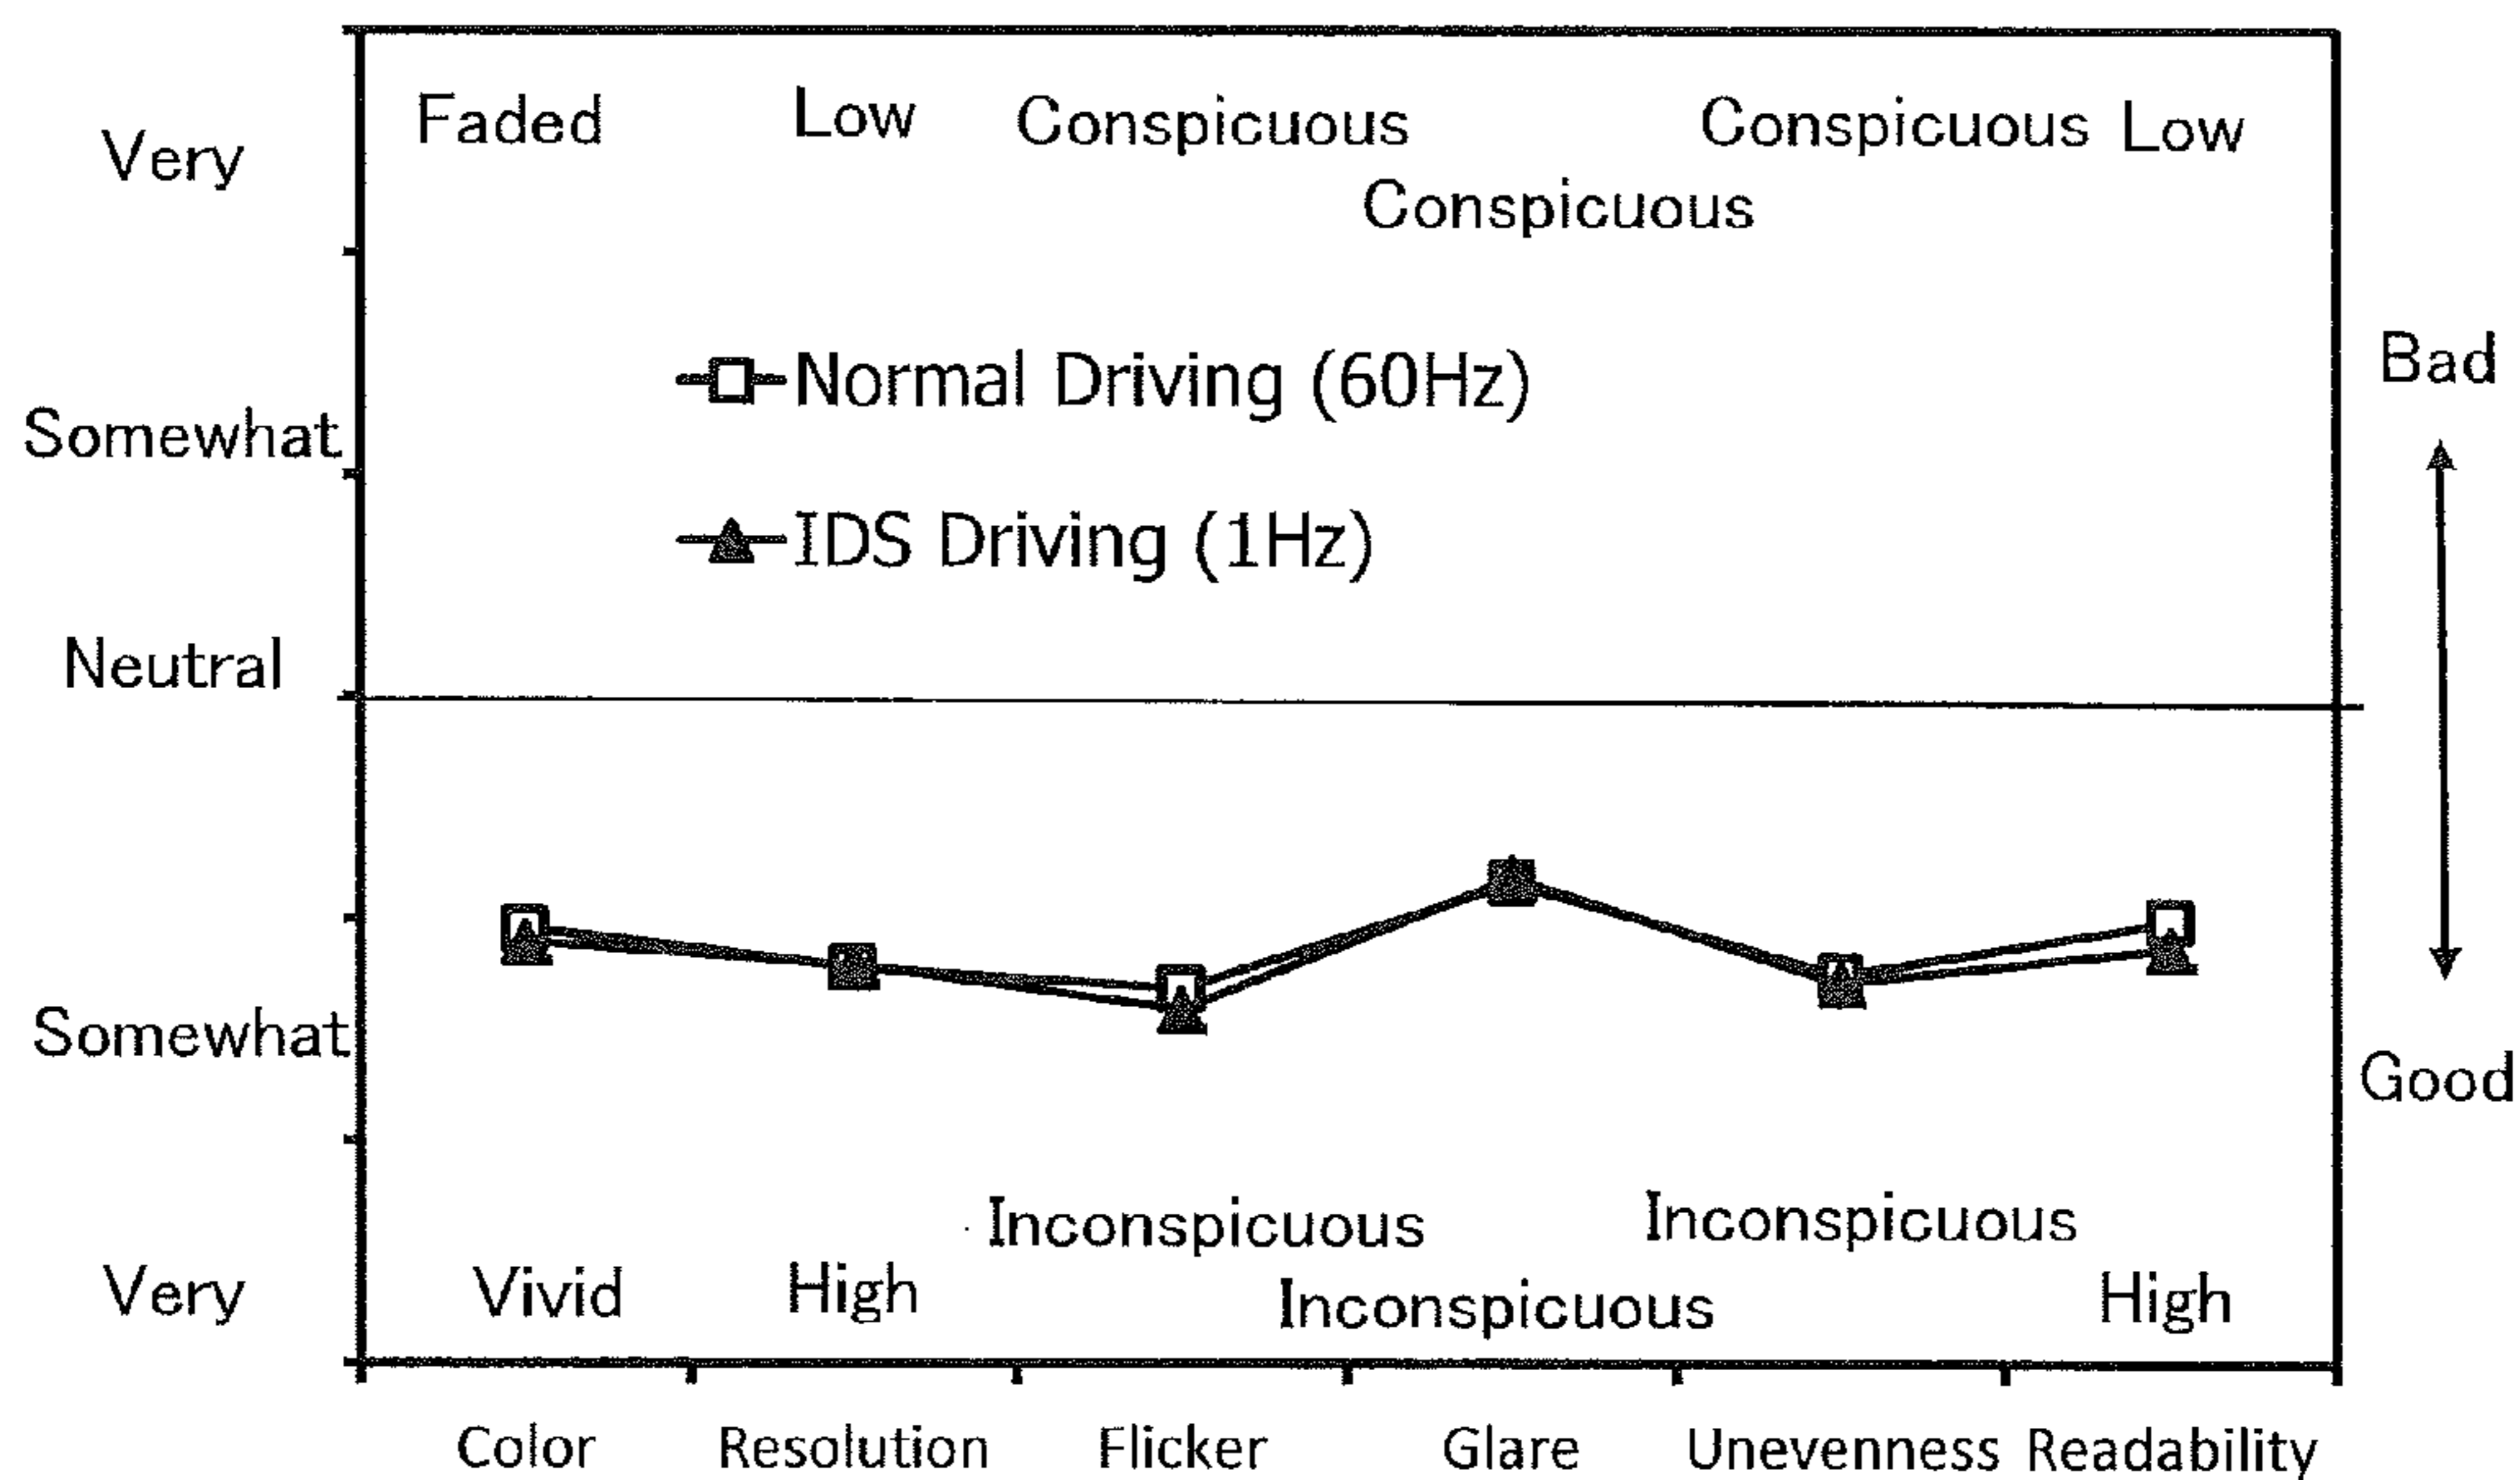 Very
Faded
Low
Conspicuous
Conspicuous
Low
Conspicuous
Normal Driving (60Hz)
Bad
Somewhat
IDS Driving (1Hz)
Neutral
Somewhat
Good
Inconspicuous
Inconspicuous
Very
Vivid
High
Inconspicuous
High
Color
Resolution
Flicker
Glare
Unevenness
Readability